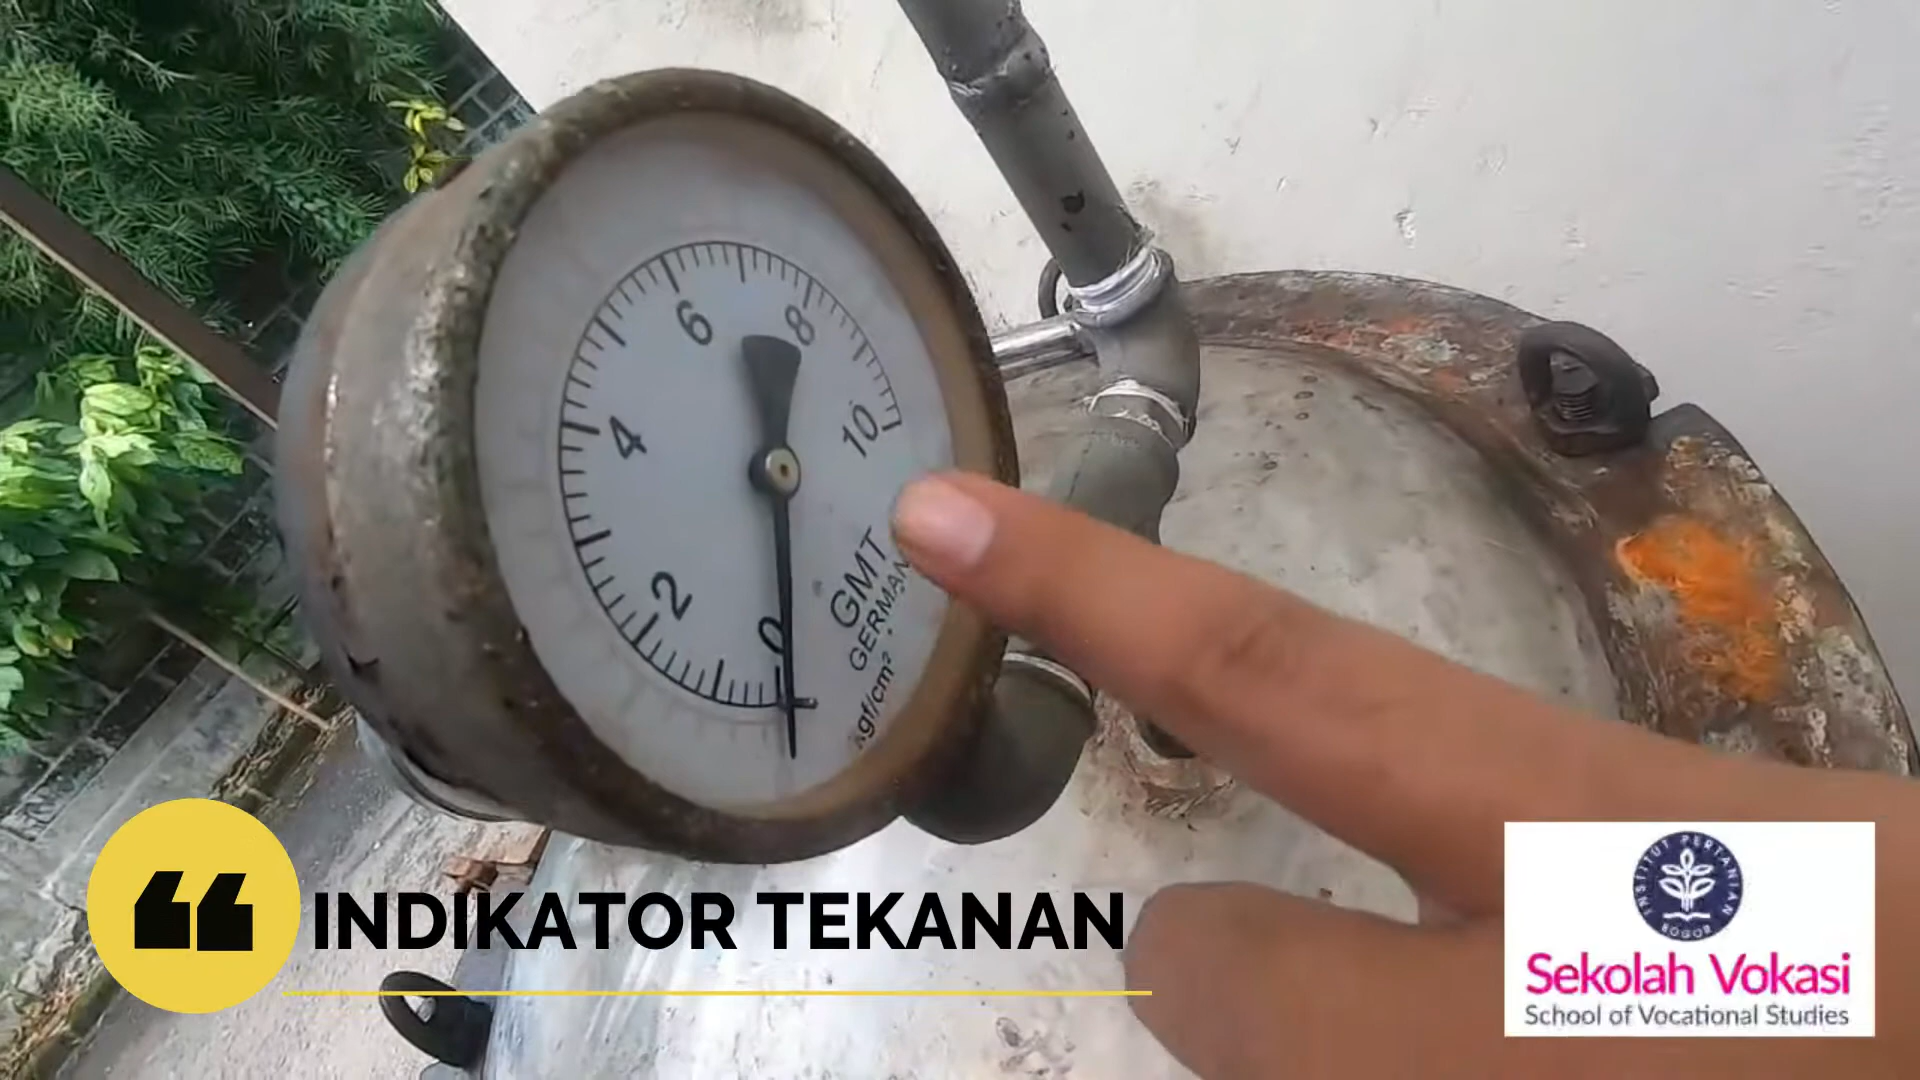 0
2
4
6
8
10
GMT
GERMANY
kgf/cm²
INDIKATOR TEKANAN
INSTITUT PERTANIAN
BOGOR
Sekolah Vokasi
School of Vocational Studies